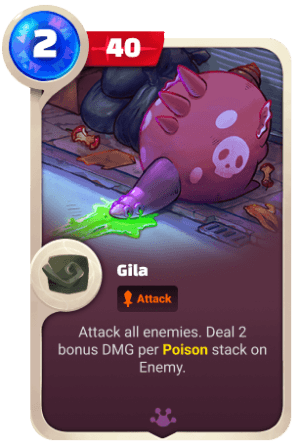 2
40
Gila
Attack
Attack all enemies. Deal 2
bonus DMG per Poison stack on
Enemy.